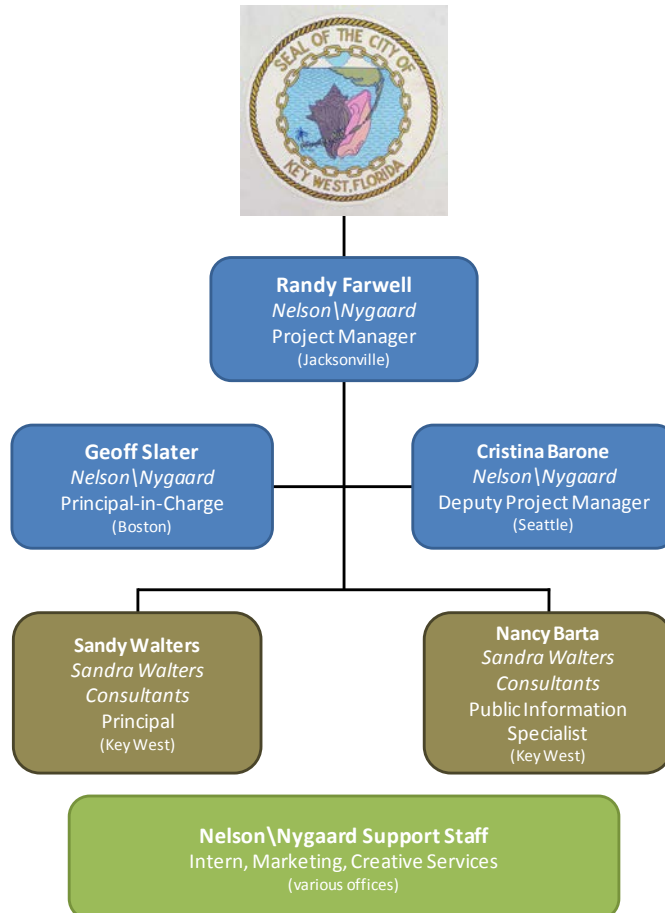 SEAL OF THE CITY OF
KEY WEST, FLORIDA
Randy Farwell
Nelson\Nygaard
Project Manager
(Jacksonville)
Geoff Slater
Nelson\Nygaard
Principal-in-Charge
(Boston)
Cristina Barone
Nelson\Nygaard
Deputy Project Manager
(Seattle)
Sandy Walters
Sandra Walters
Consultants
Principal
(Key West)
Nancy Barta
Sandra Walters
Consultants
Public Information
Specialist
(Key West)
Nelson\Nygaard Support Staff
Intern, Marketing, Creative Services
(various offices)